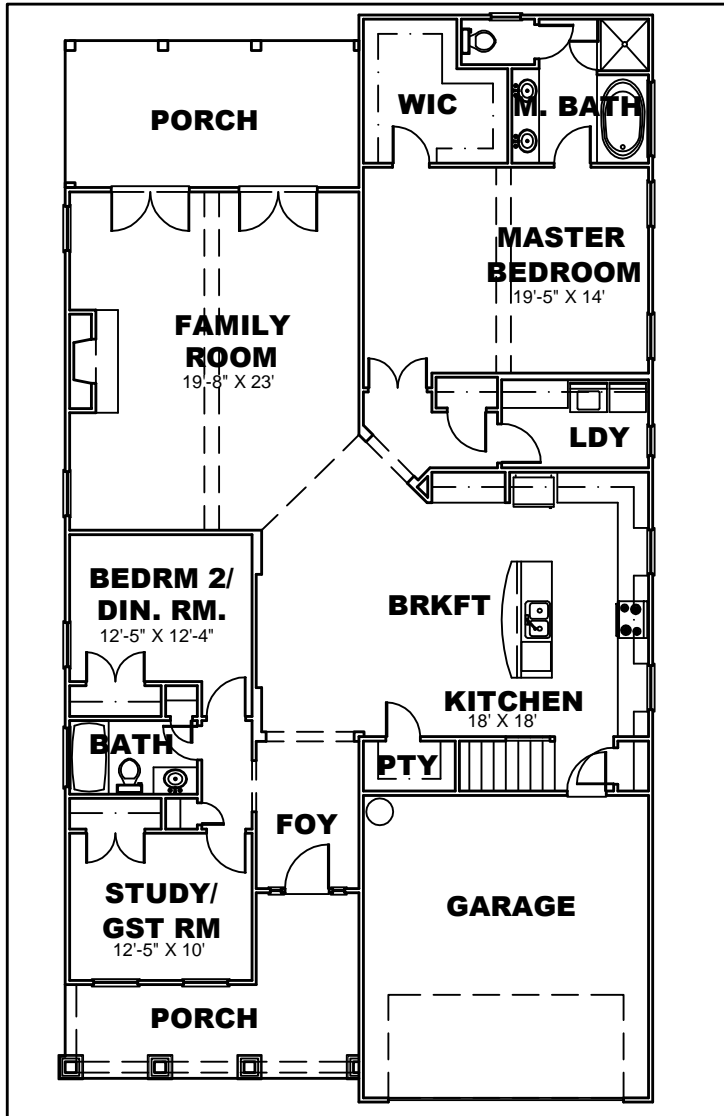 PORCH
WIC
M. BATH
MASTER
BEDROOM
19'-5" X 14'
FAMILY
ROOM
19'-8" X 23'
LDY
BEDRM 2/
DIN. RM.
12'-5" X 12'-4"
BRKFT
KITCHEN
18' X 18'
BATH
PTY
FOY
STUDY/
GST RM
12'-5" X 10'
GARAGE
PORCH